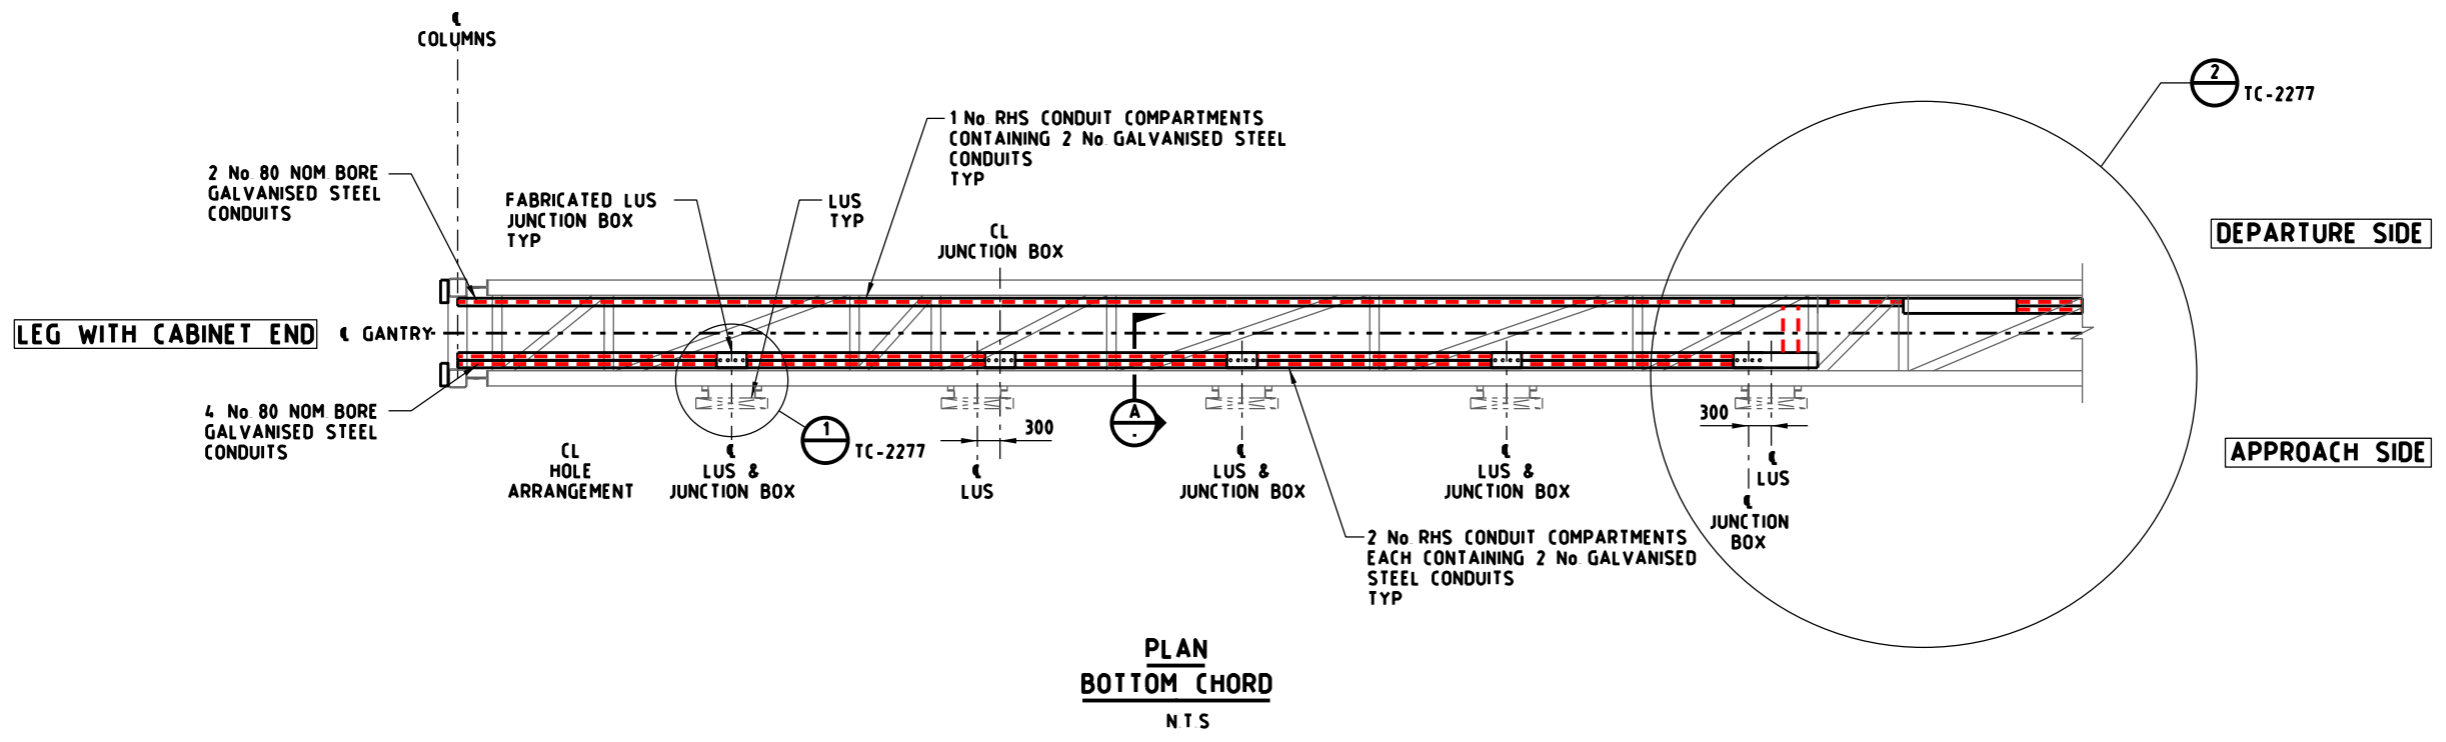 ℄
COLUMNS
2
TC-2277
1 No. RHS CONDUIT COMPARTMENTS
CONTAINING 2 No. GALVANISED STEEL
CONDUITS
TYP
2 No. 80 NOM. BORE
GALVANISED STEEL
CONDUITS
FABRICATED LUS
JUNCTION BOX
TYP
LUS
TYP
CL
JUNCTION BOX
DEPARTURE SIDE
LEG WITH CABINET END
℄ GANTRY
4 No. 80 NOM. BORE
GALVANISED STEEL
CONDUITS
CL
HOLE
ARRANGEMENT
℄
LUS &
JUNCTION BOX
1
TC-2277
300
℄
LUS
A
-
℄
LUS &
JUNCTION BOX
℄
LUS &
JUNCTION BOX
300
℄
LUS
℄
JUNCTION
BOX
APPROACH SIDE
2 No. RHS CONDUIT COMPARTMENTS
EACH CONTAINING 2 No. GALVANISED
STEEL CONDUITS
TYP
PLAN
BOTTOM CHORD
N.T.S